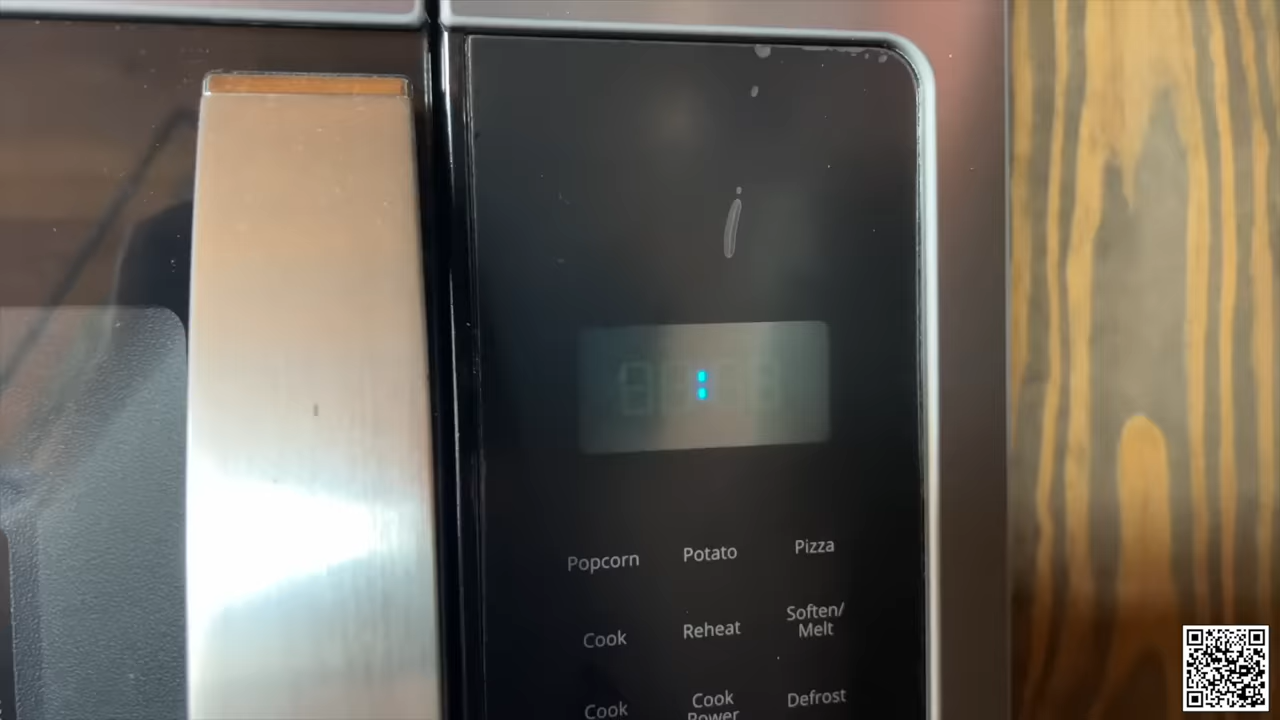 :
Popcorn Potato Pizza
Cook Reheat Soften/
Melt
Cook Cook Defrost
Power